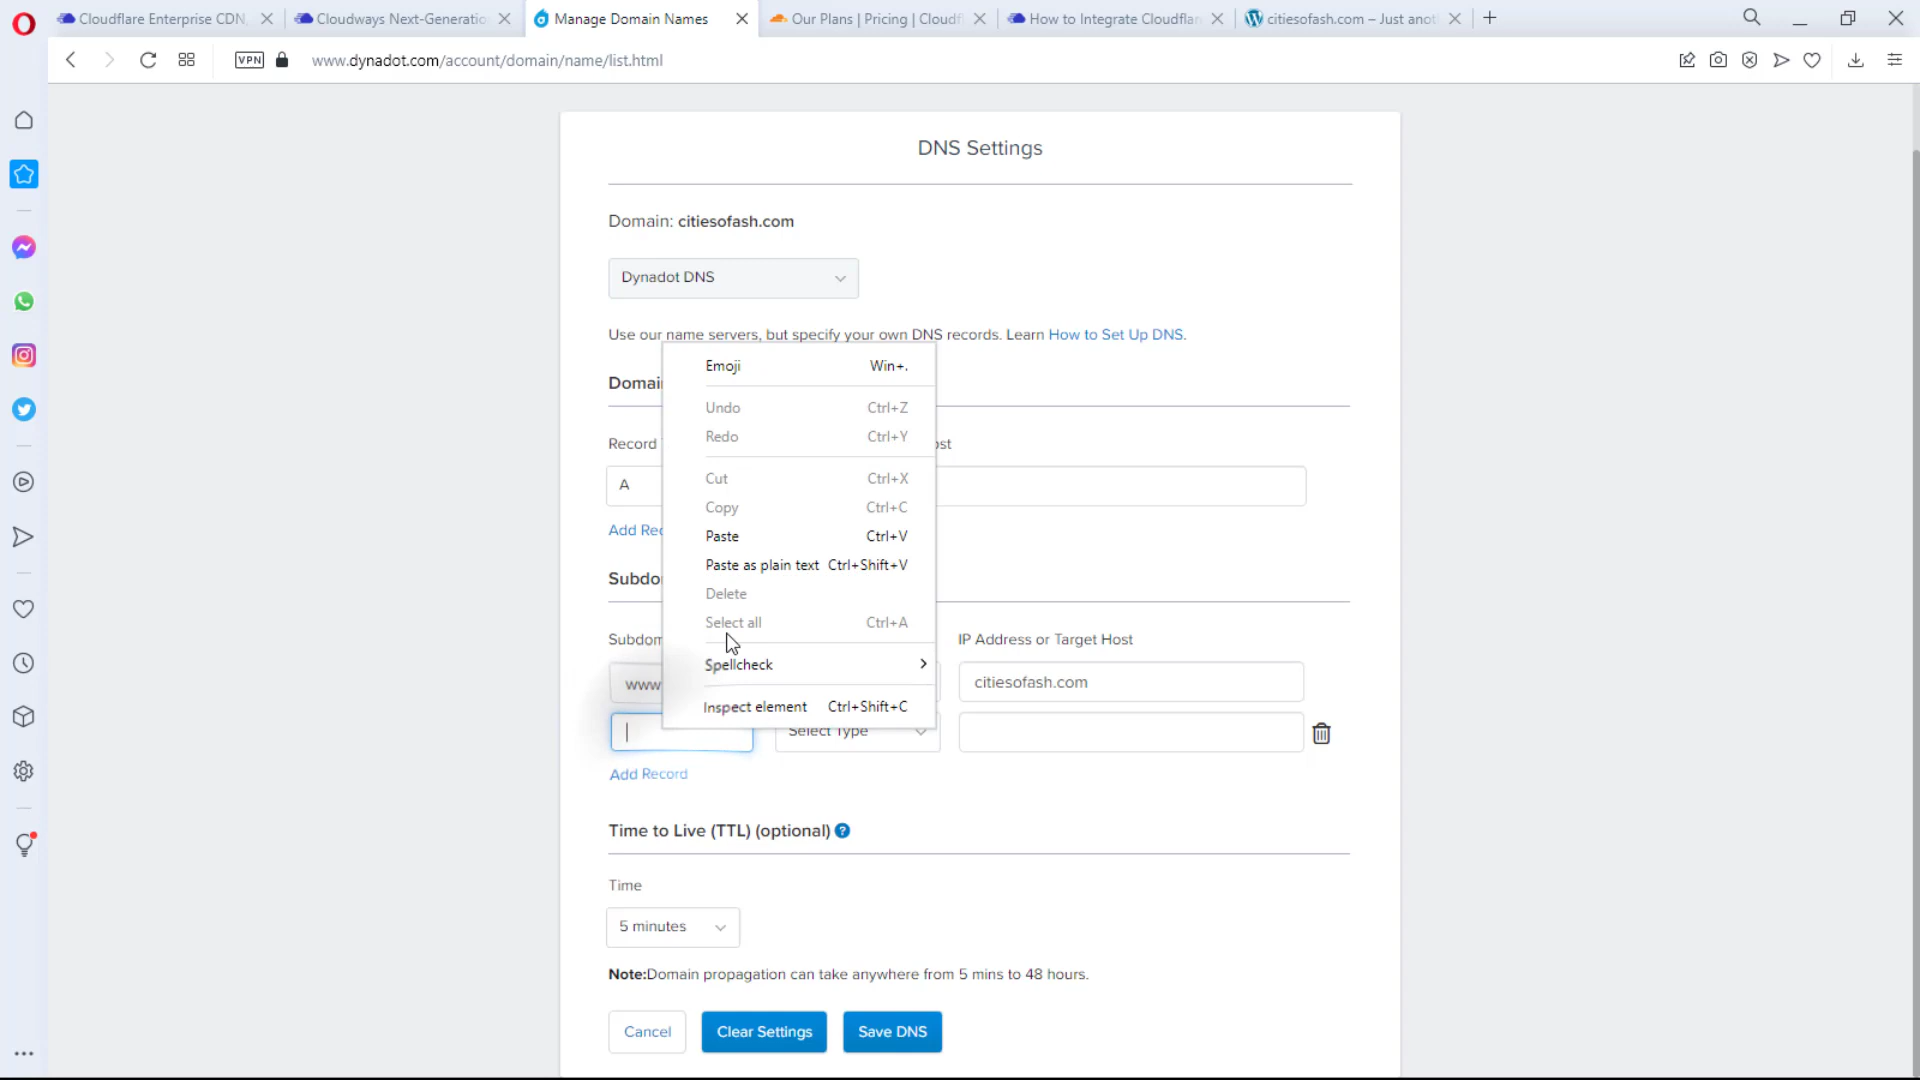 Cloudflare Enterprise CDN,
Cloudways Next-Generatio
Manage Domain Names
Our Plans | Pricing | Cloudf
How to Integrate Cloudflar
citiesofash.com – Just anot
VPN
www.dynadot.com/account/domain/name/list.html
DNS Settings
Domain: citiesofash.com
Dynadot DNS
Use our name servers, but specify your own DNS records. Learn How to Set Up DNS.
Emoji Win+.
Domai
Undo Ctrl+Z
Redo Ctrl+Y
Record ost
Cut Ctrl+X
A
Copy Ctrl+C
Add Rec
Paste Ctrl+V
Paste as plain text Ctrl+Shift+V
Subdo
Delete
Select all Ctrl+A
Subdom IP Address or Target Host
Spellcheck
www citiesofash.com
Inspect element Ctrl+Shift+C
Select Type
Add Record
Time to Live (TTL) (optional) ?
Time
5 minutes
Note:Domain propagation can take anywhere from 5 mins to 48 hours.
Cancel Clear Settings Save DNS